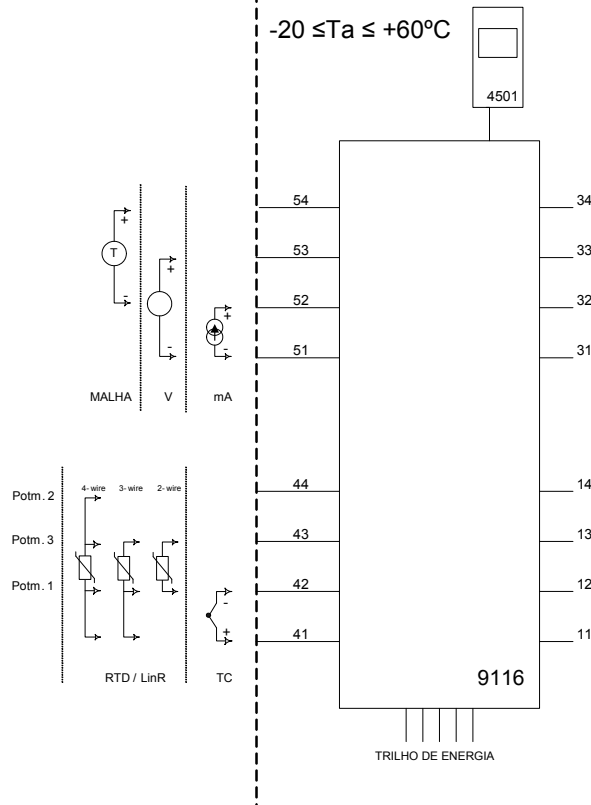 -20 ≤Ta ≤ +60ºC
4501
54
34
+
T
53
33
+
-
52
32
+
-
51
31
-
MALHA
V
mA
44
14
4-wire
3-wire
2-wire
Potm. 2
43
13
Potm. 3
42
12
Potm. 1
-
+
41
11
RTD / LinR
TC
9116
TRILHO DE ENERGIA